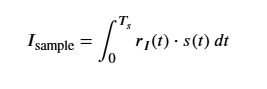 I_sample = ∫_0^{T_s} r_I(t) · s(t) dt